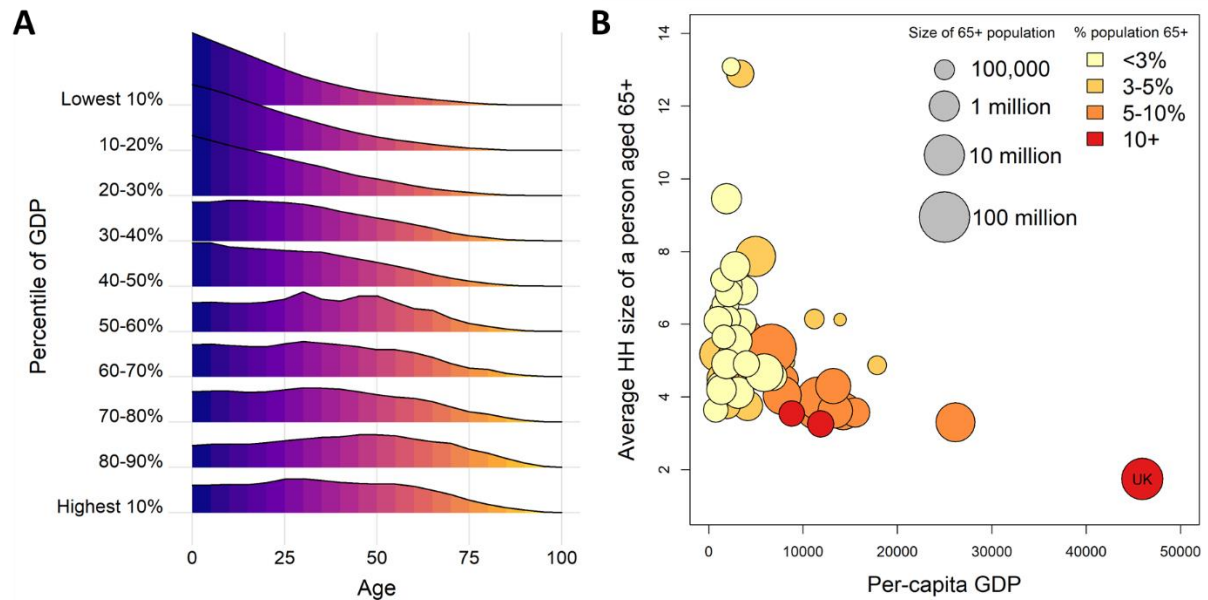 A
Percentile of GDP
Lowest 10%
10-20%
20-30%
30-40%
40-50%
50-60%
60-70%
70-80%
80-90%
Highest 10%
0
25
50
75
100
Age
B
Average HH size of a person aged 65+
14
12
10
8
6
4
2
Size of 65+ population
100,000
1 million
10 million
100 million
% population 65+
<3%
3-5%
5-10%
10+
UK
0
10000
20000
30000
40000
50000
Per-capita GDP